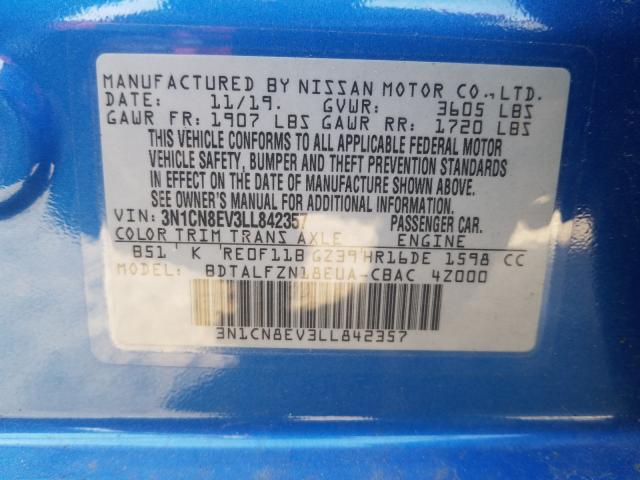 MANUFACTURED BY NISSAN MOTOR CO.,LTD.
DATE: 11/19. GVWR: 3605 LBS
GAWR FR: 1907 LBS GAWR RR: 1720 LBS
THIS VEHICLE CONFORMS TO ALL APPLICABLE FEDERAL MOTOR
VEHICLE SAFETY, BUMPER AND THEFT PREVENTION STANDARDS
IN EFFECT ON THE DATE OF MANUFACTURE SHOWN ABOVE.
SEE OWNER'S MANUAL FOR ADDITIONAL INFORMATION.
VIN: 3N1CN8EV3LL842357 PASSENGER CAR.
COLOR TRIM TRANS AXLE ENGINE
B51 K RE0F11B GZ39 HR16DE 1598 CC
MODEL BDTALFZN18EUA-CBAC 4Z000
3N1CN8EV3LL842357